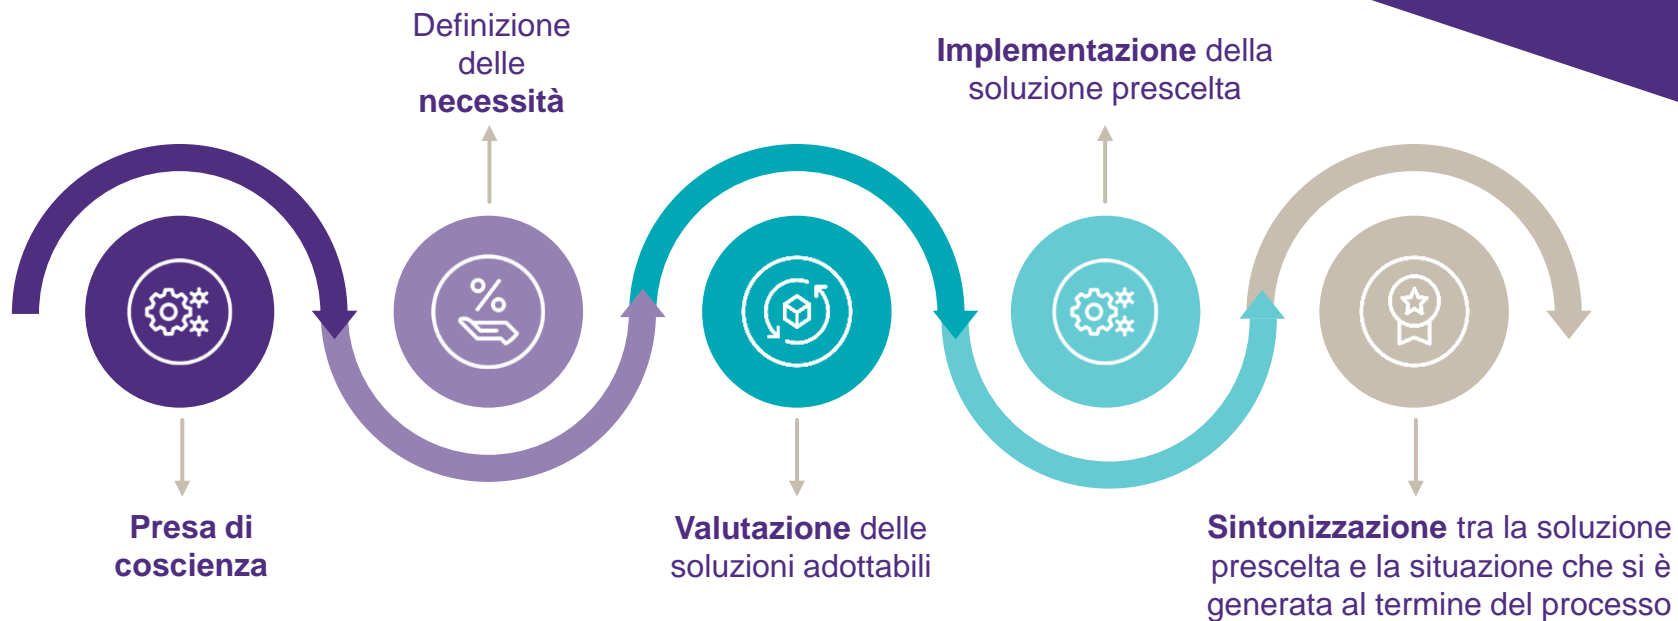 Presa di
coscienza
Definizione
delle
necessità
Valutazione delle
soluzioni adottabili
Implementazione della
soluzione prescelta
Sintonizzazione tra la soluzione
prescelta e la situazione che si è
generata al termine del processo